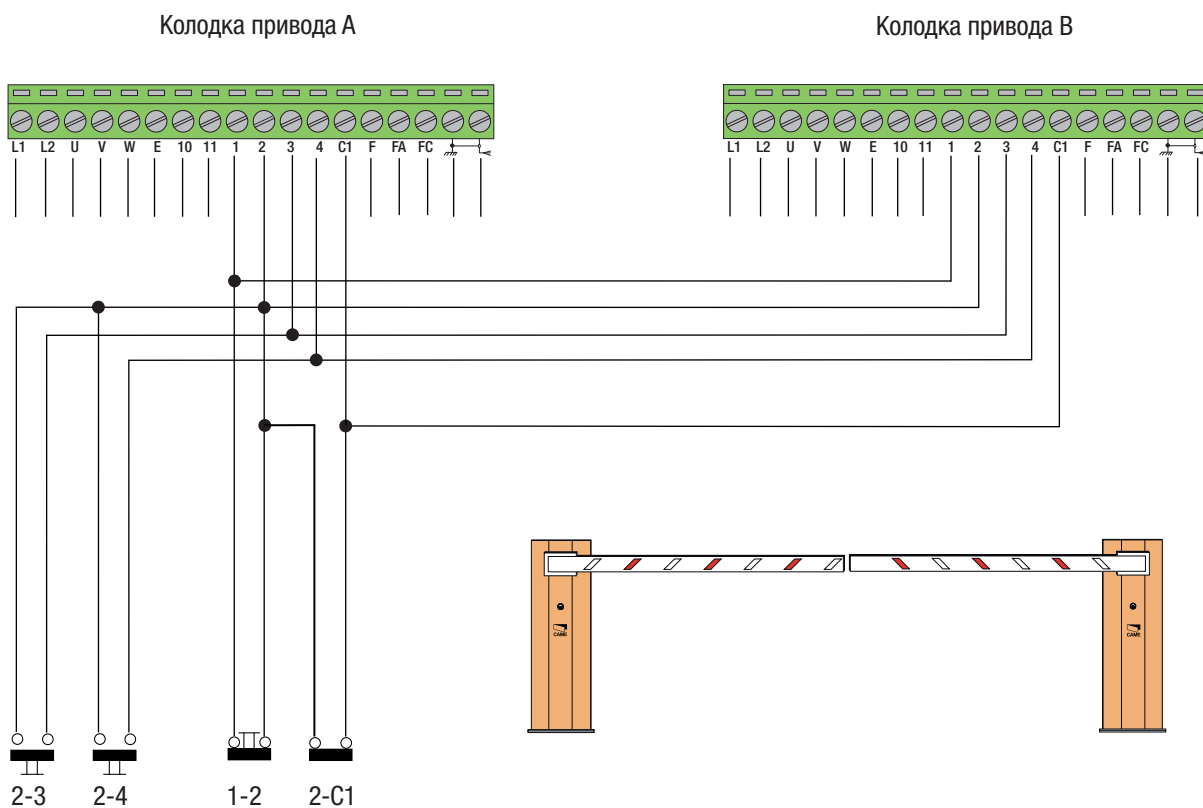 Колодка привода A
Колодка привода B
L1 L2 U V W E 10 11 1 2 3 4 C1 F FA FC
L1 L2 U V W E 10 11 1 2 3 4 C1 F FA FC
CAME
CAME
2-3 2-4 1-2 2-C1